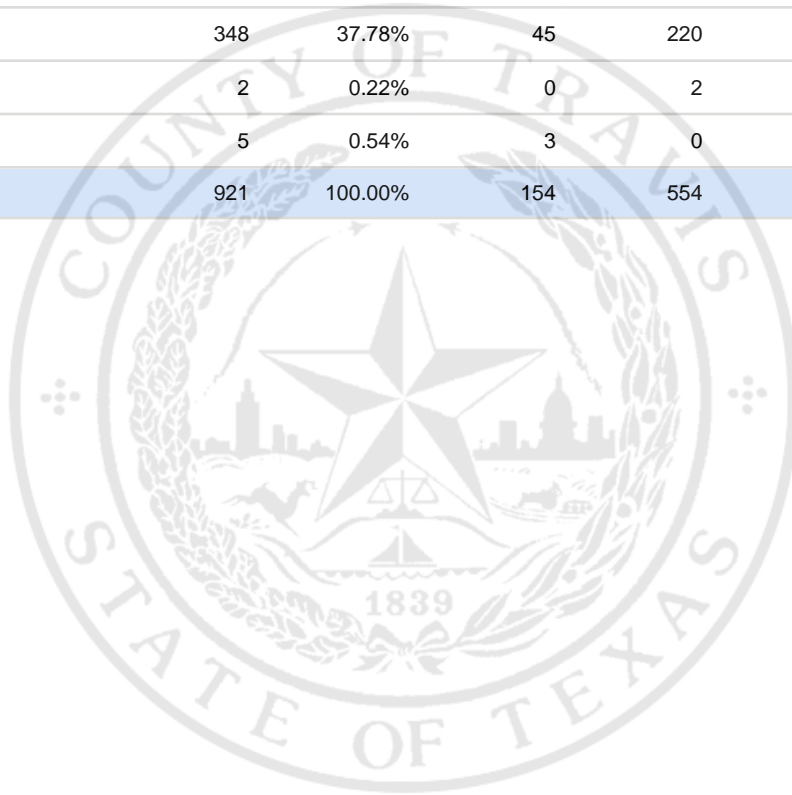 348 37.78% 45 220
2 0.22% 0 2
5 0.54% 3 0
921 100.00% 154 554
COUNTY OF TRAVIS
1839
STATE OF TEXAS